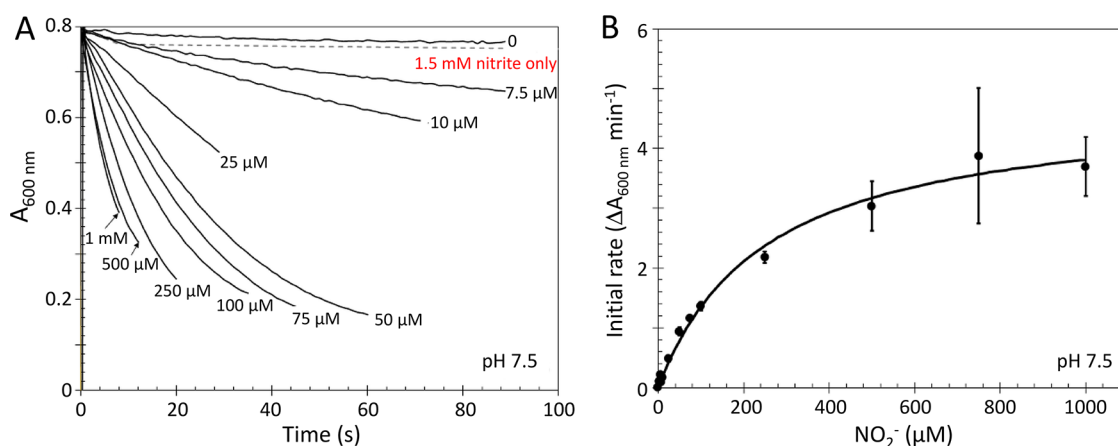 A
0.8
0.6
0.4
0.2
0
A600 nm
0
20
40
60
80
100
Time (s)
0
1.5 mM nitrite only
7.5 µM
10 µM
25 µM
1 mM
500 µM
250 µM
100 µM
75 µM
50 µM
pH 7.5
B
6
4
2
0
Initial rate (ΔA600 nm min-1)
0
200
400
600
800
1000
NO2- (µM)
pH 7.5